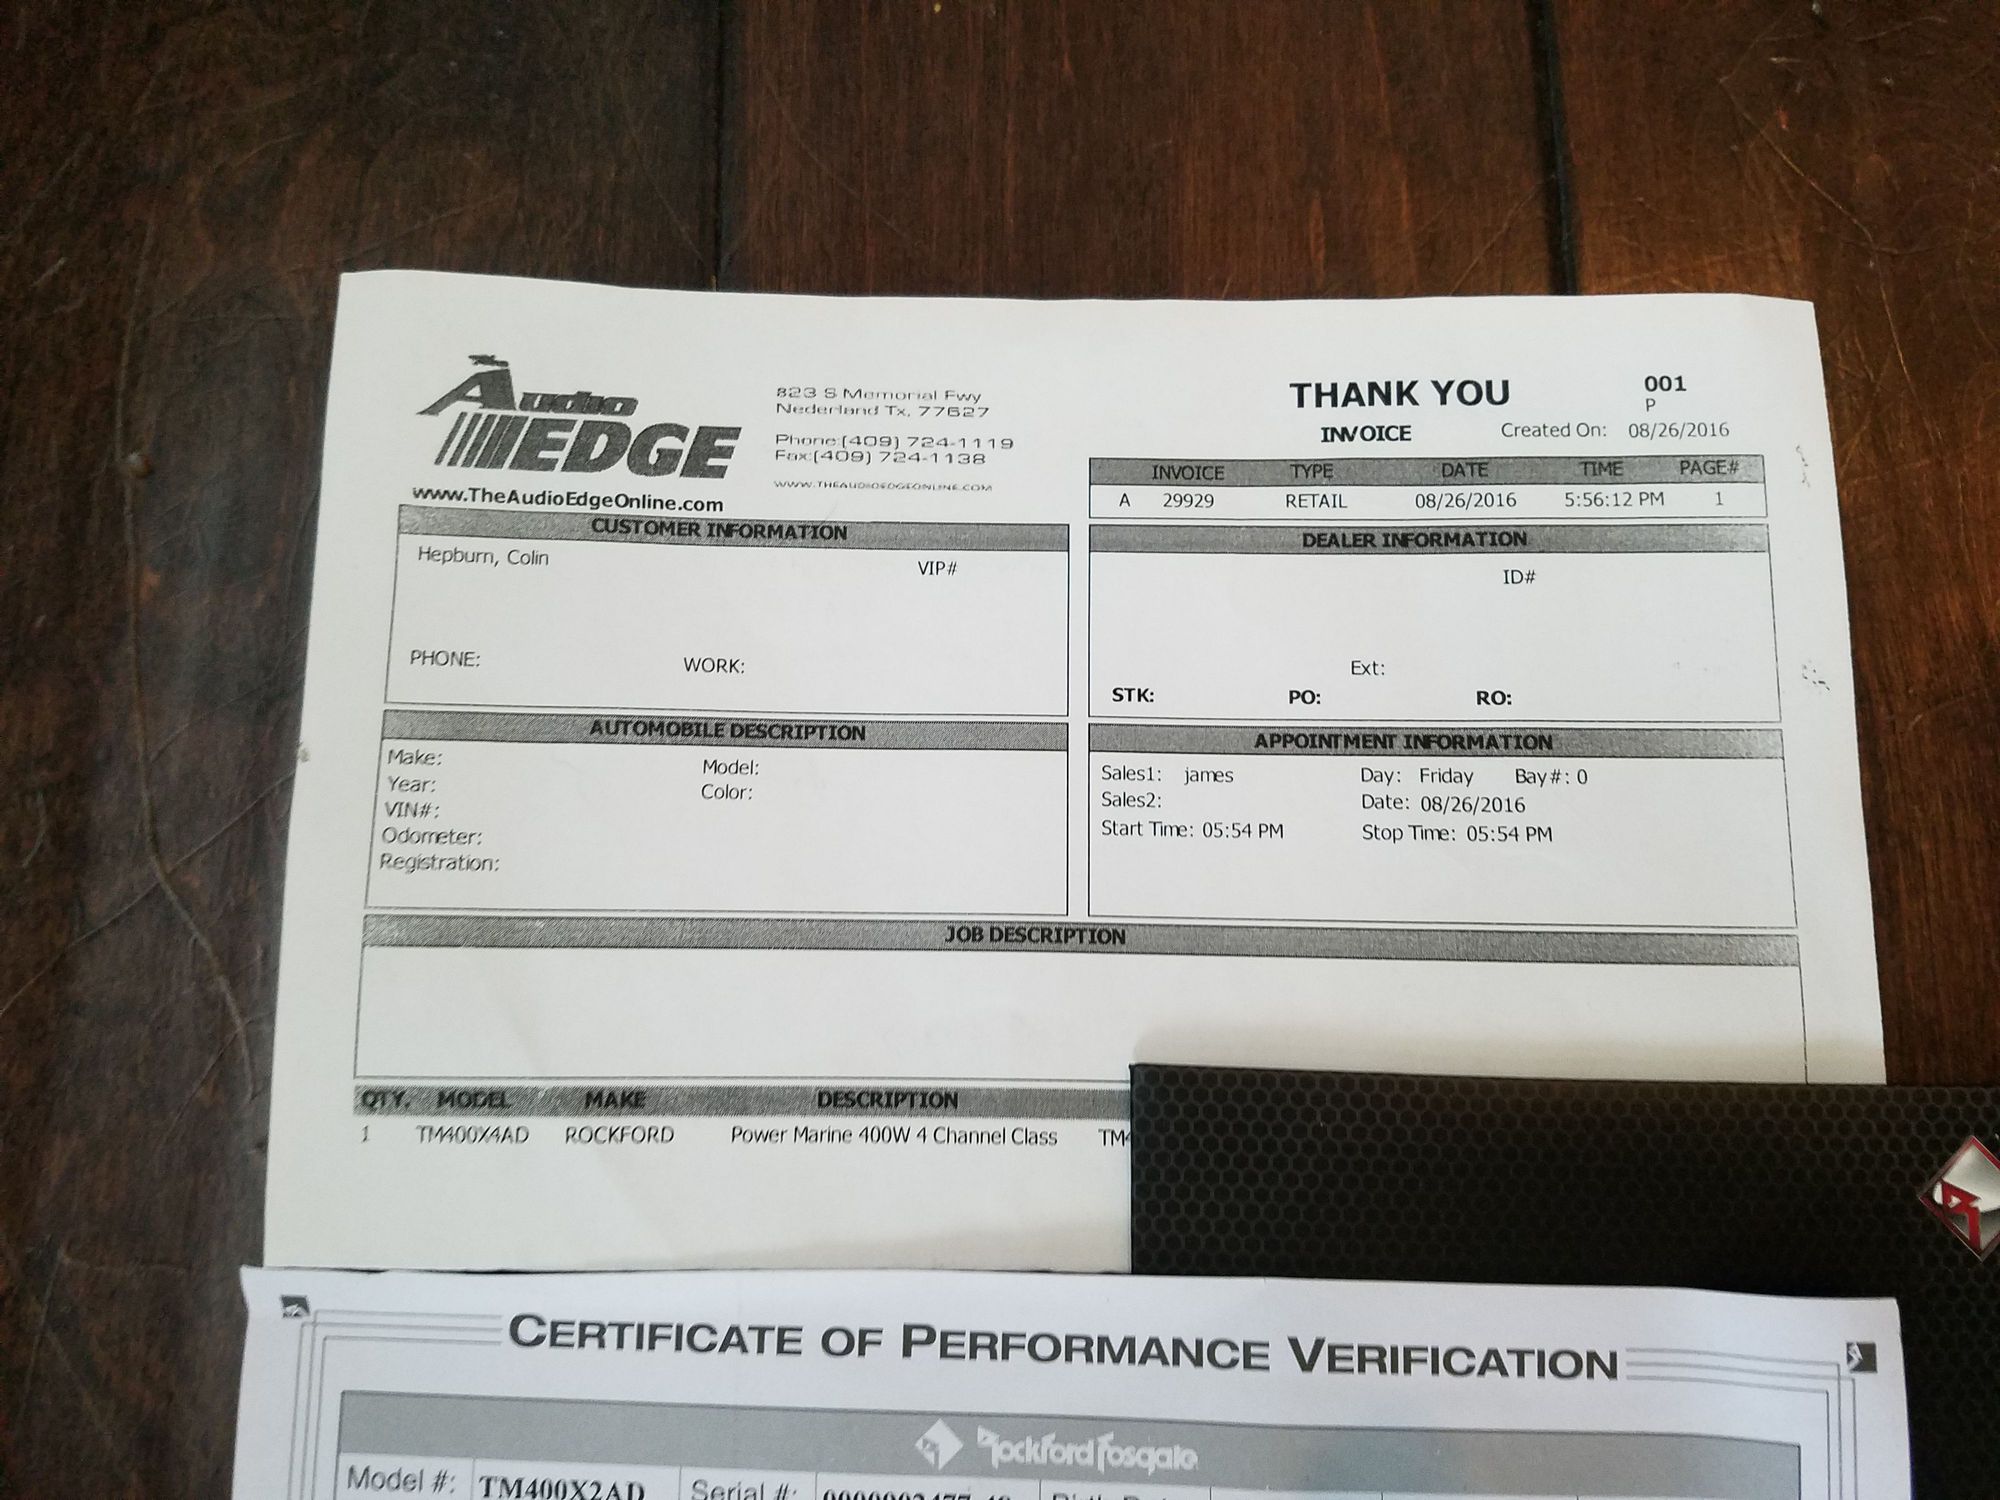 Audio
EDGE
www.TheAudioEdgeOnline.com
823 S Memorial Fwy
Nederland Tx, 77627
Phone:(409) 724-1119
Fax:(409) 724-1138
WWW.THEAUDIOEDGEONLINE.COM
THANK YOU
INVOICE
001
P
Created On: 08/26/2016
INVOICE TYPE DATE TIME PAGE#
A 29929 RETAIL 08/26/2016 5:56:12 PM 1
CUSTOMER INFORMATION
Hepburn, Colin
VIP#
PHONE: WORK:
DEALER INFORMATION
ID#
Ext:
STK: PO: RO:
AUTOMOBILE DESCRIPTION
Make: Model:
Year: Color:
VIN#:
Odometer:
Registration:
APPOINTMENT INFORMATION
Sales1: james Day: Friday Bay#: 0
Sales2: Date: 08/26/2016
Start Time: 05:54 PM Stop Time: 05:54 PM
JOB DESCRIPTION
QTY. MODEL MAKE DESCRIPTION
1 TM400X4AD ROCKFORD Power Marine 400W 4 Channel Class TM4
CERTIFICATE OF PERFORMANCE VERIFICATION
Rockford Fosgate
Model #: TM400X2AD Serial #: